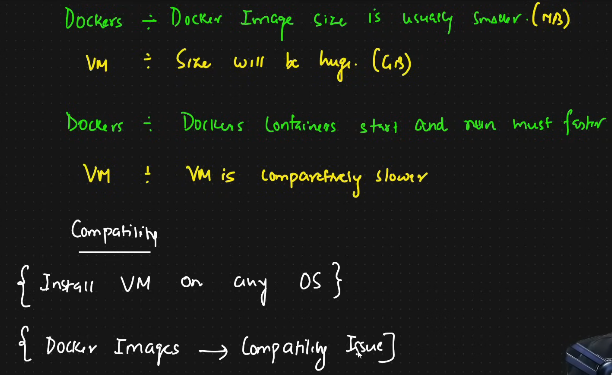 Dockers ÷ Docker Image size is usually smaller. (MB)
VM ÷ Size will be huge. (GB)
Dockers ÷ Dockers Containers start and run must faster
VM ÷ VM is comparetively slower
Compatility
{ Install VM on any OS }
{ Docker Images → Compatility Issue ]